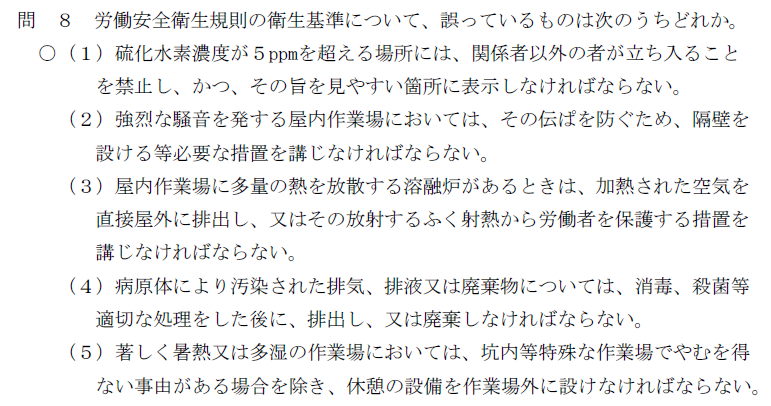 問　８　労働安全衛生規則の衛生基準について、誤っているものは次のうちどれか。
○（１）硫化水素濃度が５ppmを超える場所には、関係者以外の者が立ち入ること
を禁止し、かつ、その旨を見やすい箇所に表示しなければならない。
（２）強烈な騒音を発する屋内作業場においては、その伝ぱを防ぐため、隔壁を
設ける等必要な措置を講じなければならない。
（３）屋内作業場に多量の熱を放散する溶融炉があるときは、加熱された空気を
直接屋外に排出し、又はその放射するふく射熱から労働者を保護する措置を
講じなければならない。
（４）病原体により汚染された排気、排液又は廃棄物については、消毒、殺菌等
適切な処理をした後に、排出し、又は廃棄しなければならない。
（５）著しく暑熱又は多湿の作業場においては、坑内等特殊な作業場でやむを得
ない事由がある場合を除き、休憩の設備を作業場外に設けなければならない。